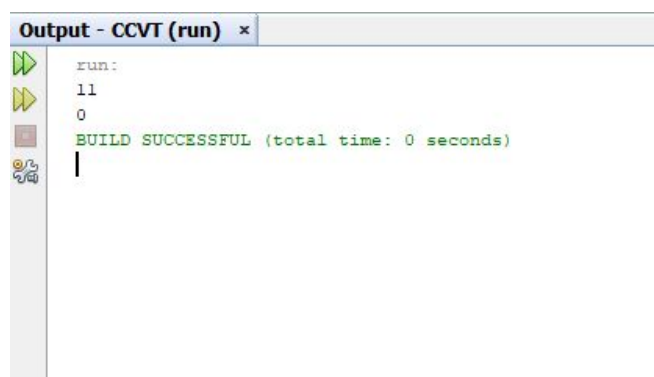 Output - CCVT (run) ×
run:
11
0
BUILD SUCCESSFUL (total time: 0 seconds)